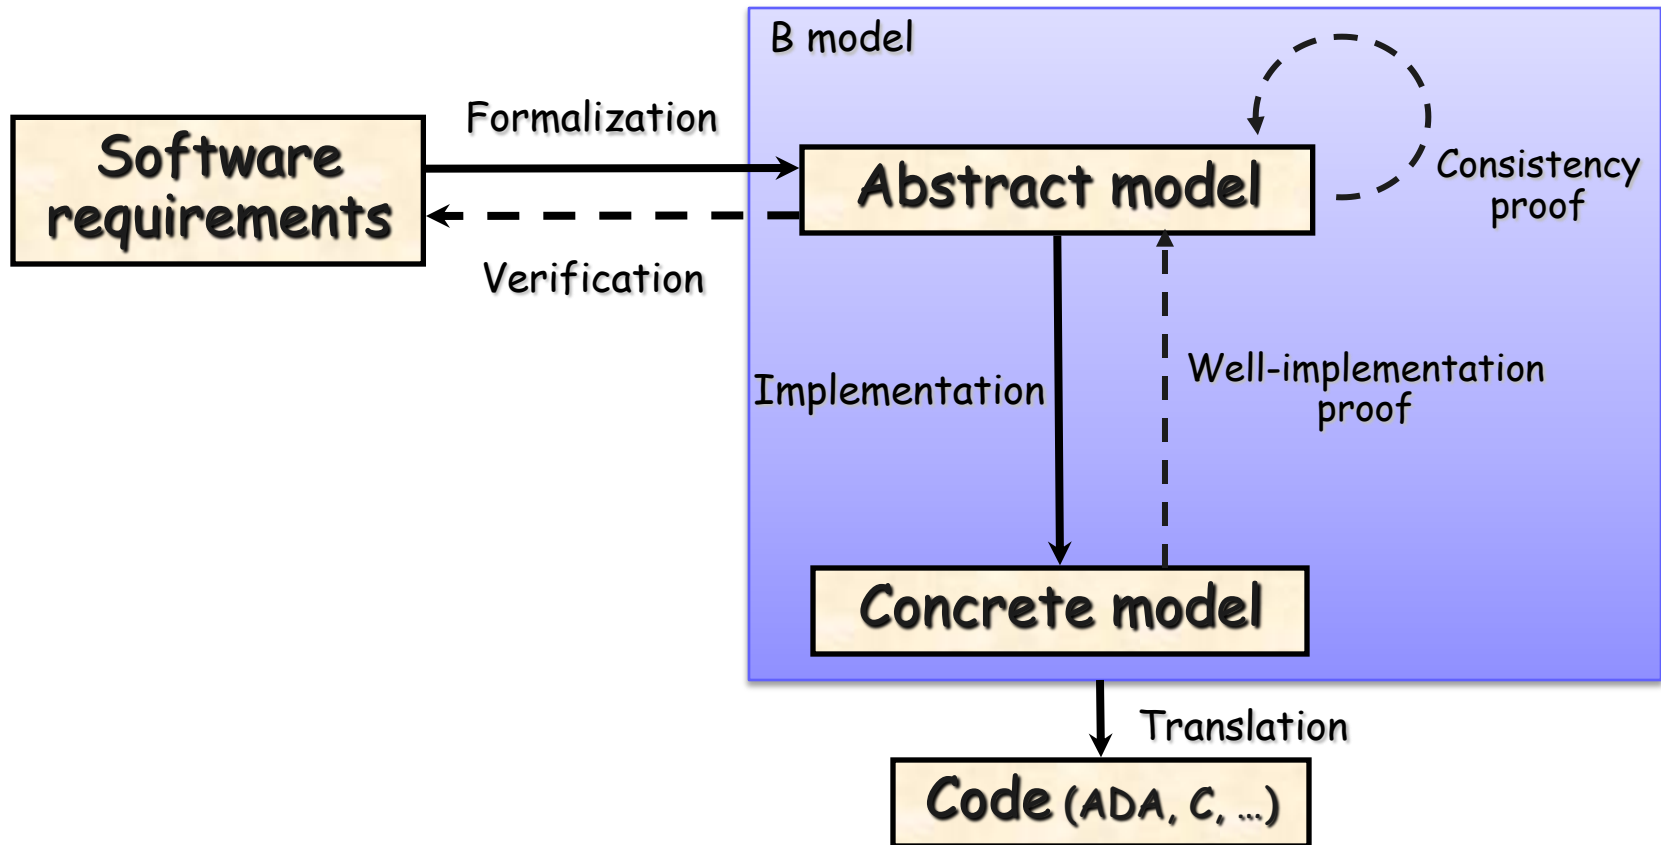 B model
Formalization
Software
requirements
Abstract model
Consistency
proof
Verification
Implementation
Well-implementation
proof
Concrete model
Translation
Code (ADA, C, ...)